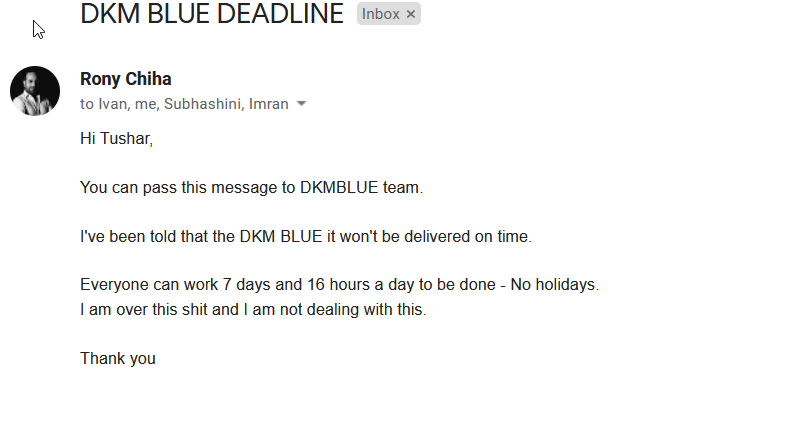 DKM BLUE DEADLINE Inbox ×
Rony Chiha
to Ivan, me, Subhashini, Imran
Hi Tushar,
You can pass this message to DKMBLUE team.
I've been told that the DKM BLUE it won't be delivered on time.
Everyone can work 7 days and 16 hours a day to be done - No holidays.
I am over this shit and I am not dealing with this.
Thank you